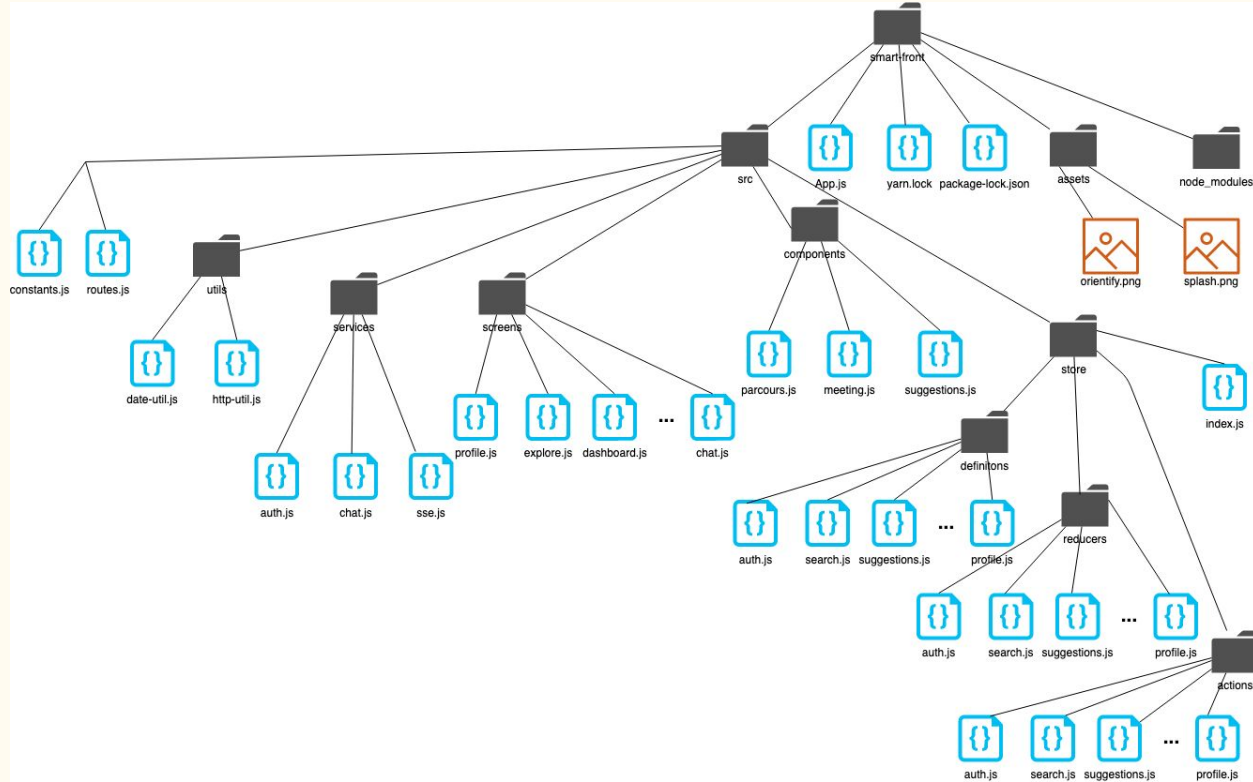 smart-front
App.js
yarn.lock
package-lock.json
src
assets
node_modules
components
orientify.png
splash.png
constants.js
routes.js
utils
services
screens
store
date-util.js
http-util.js
parcours.js
meeting.js
suggestions.js
index.js
profile.js
explore.js
dashboard.js
...
chat.js
definitons
auth.js
chat.js
sse.js
auth.js
search.js
suggestions.js
...
profile.js
reducers
auth.js
search.js
suggestions.js
...
profile.js
actions
auth.js
search.js
suggestions.js
...
profile.js